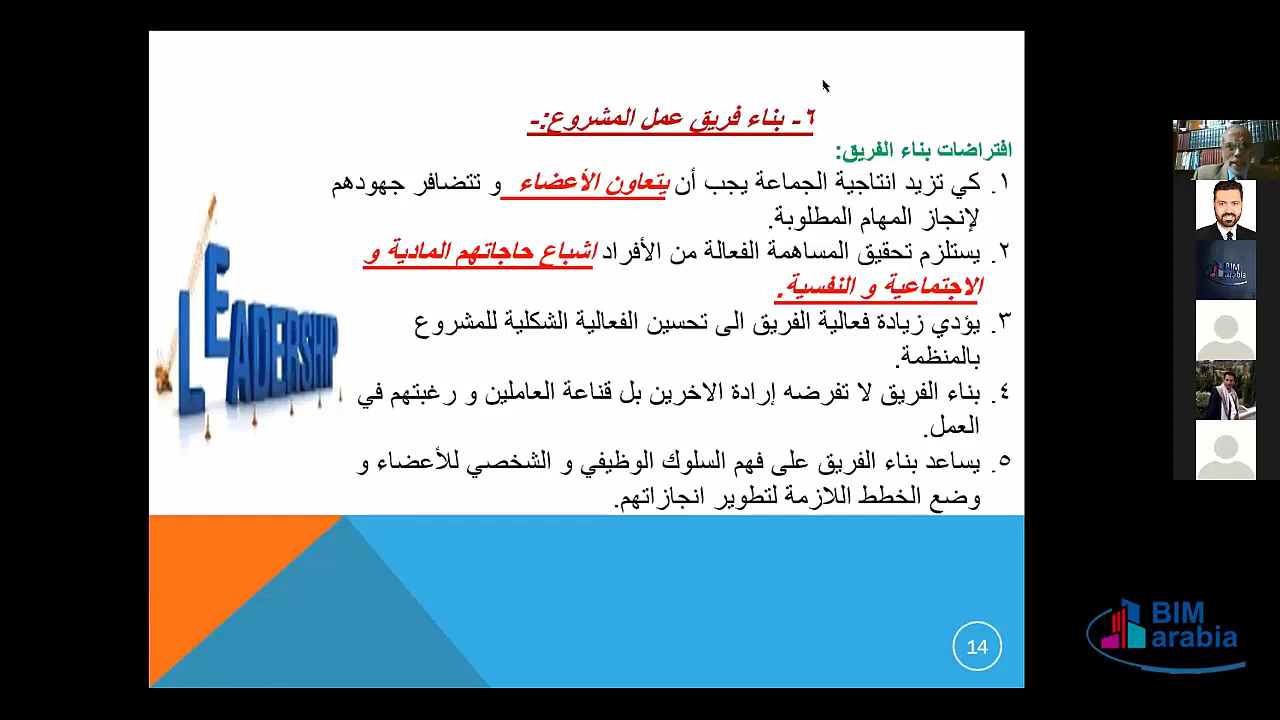 ٦- بناء فريق عمل المشروع:-
افتراضات بناء الفريق:
١. كي تزيد انتاجية الجماعة يجب أن يتعاون الأعضاء و تتضافر جهودهم
لإنجاز المهام المطلوبة.
٢. يستلزم تحقيق المساهمة الفعالة من الأفراد اشباع حاجاتهم المادية و
الاجتماعية و النفسية.
٣. يؤدي زيادة فعالية الفريق الى تحسين الفعالية الشكلية للمشروع
بالمنظمة.
٤. بناء الفريق لا تفرضه إرادة الاخرين بل قناعة العاملين و رغبتهم في
العمل.
٥. يساعد بناء الفريق على فهم السلوك الوظيفي و الشخصي للأعضاء و
وضع الخطط اللازمة لتطوير انجازاتهم.
LEADERSHIP
14
BIM
arabia
BIM
arabia